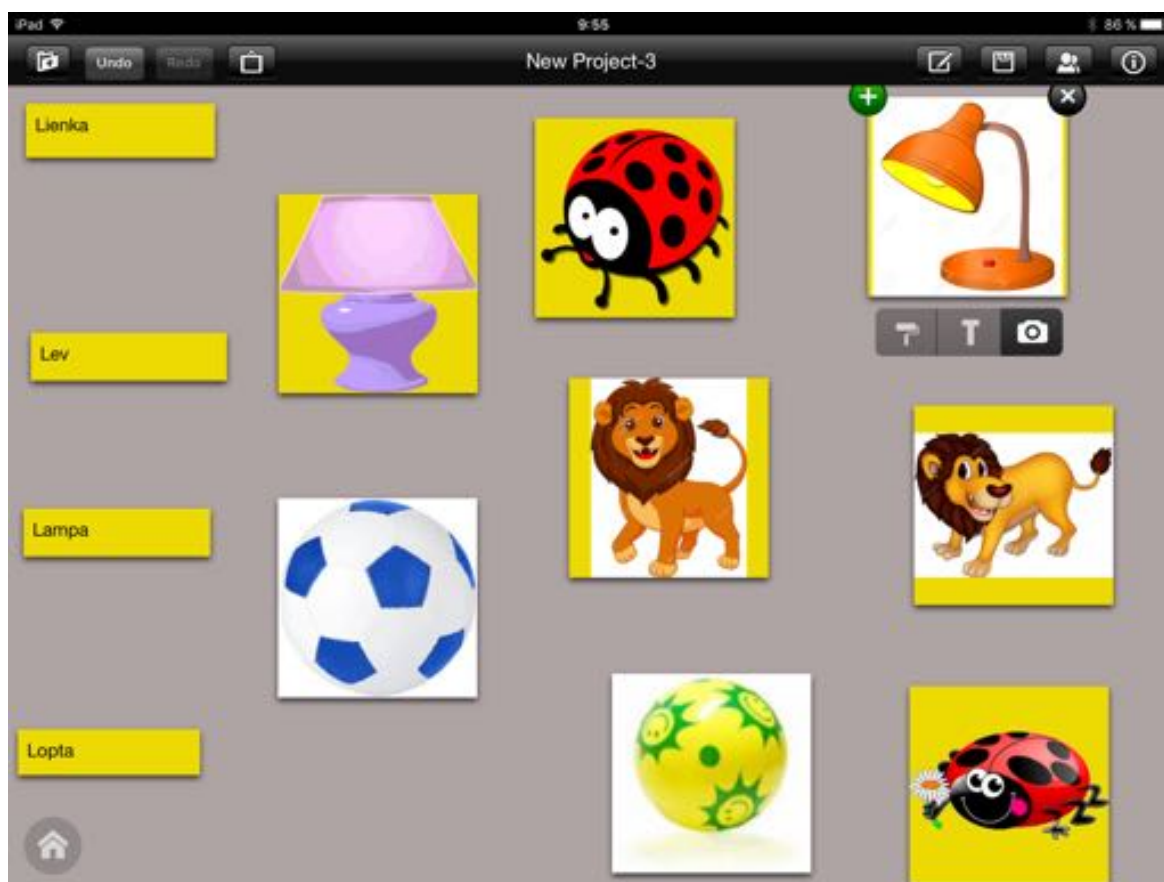 iPad 9:55 86 %
Undo Redo New Project-3
Lienka
Lev
Lampa
Lopta